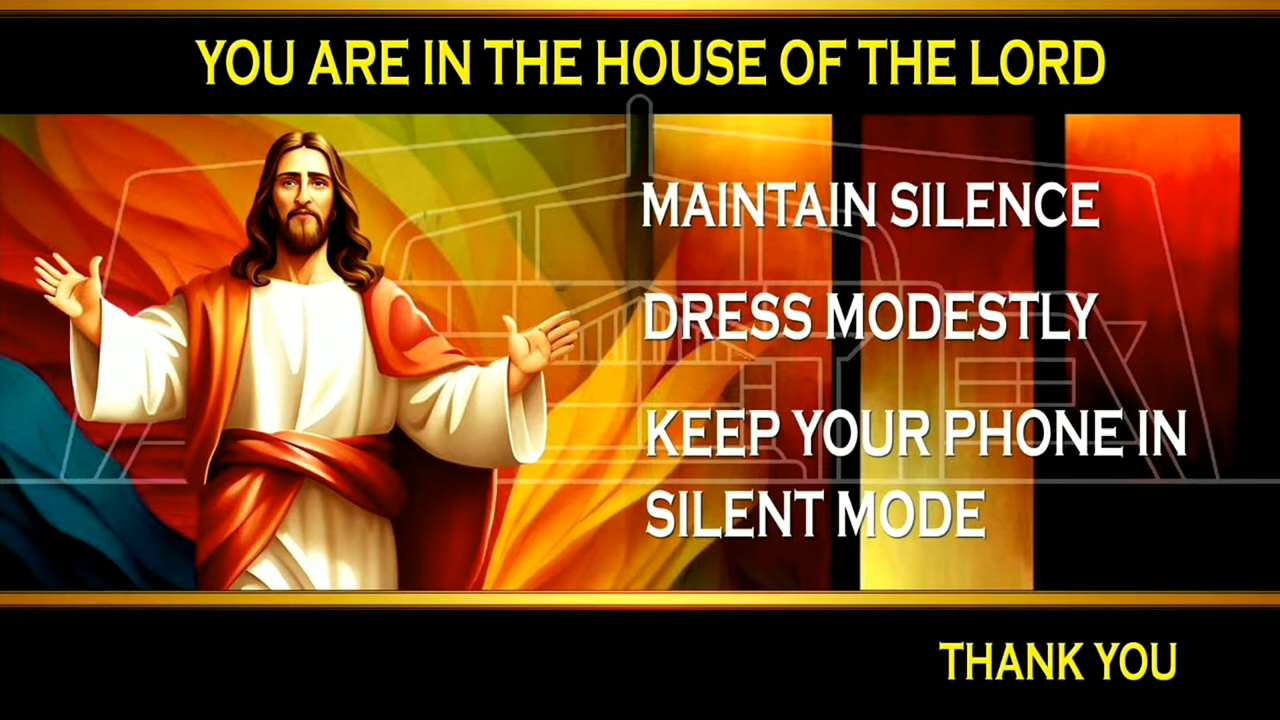 YOU ARE IN THE HOUSE OF THE LORD
MAINTAIN SILENCE
DRESS MODESTLY
KEEP YOUR PHONE IN
SILENT MODE
THANK YOU